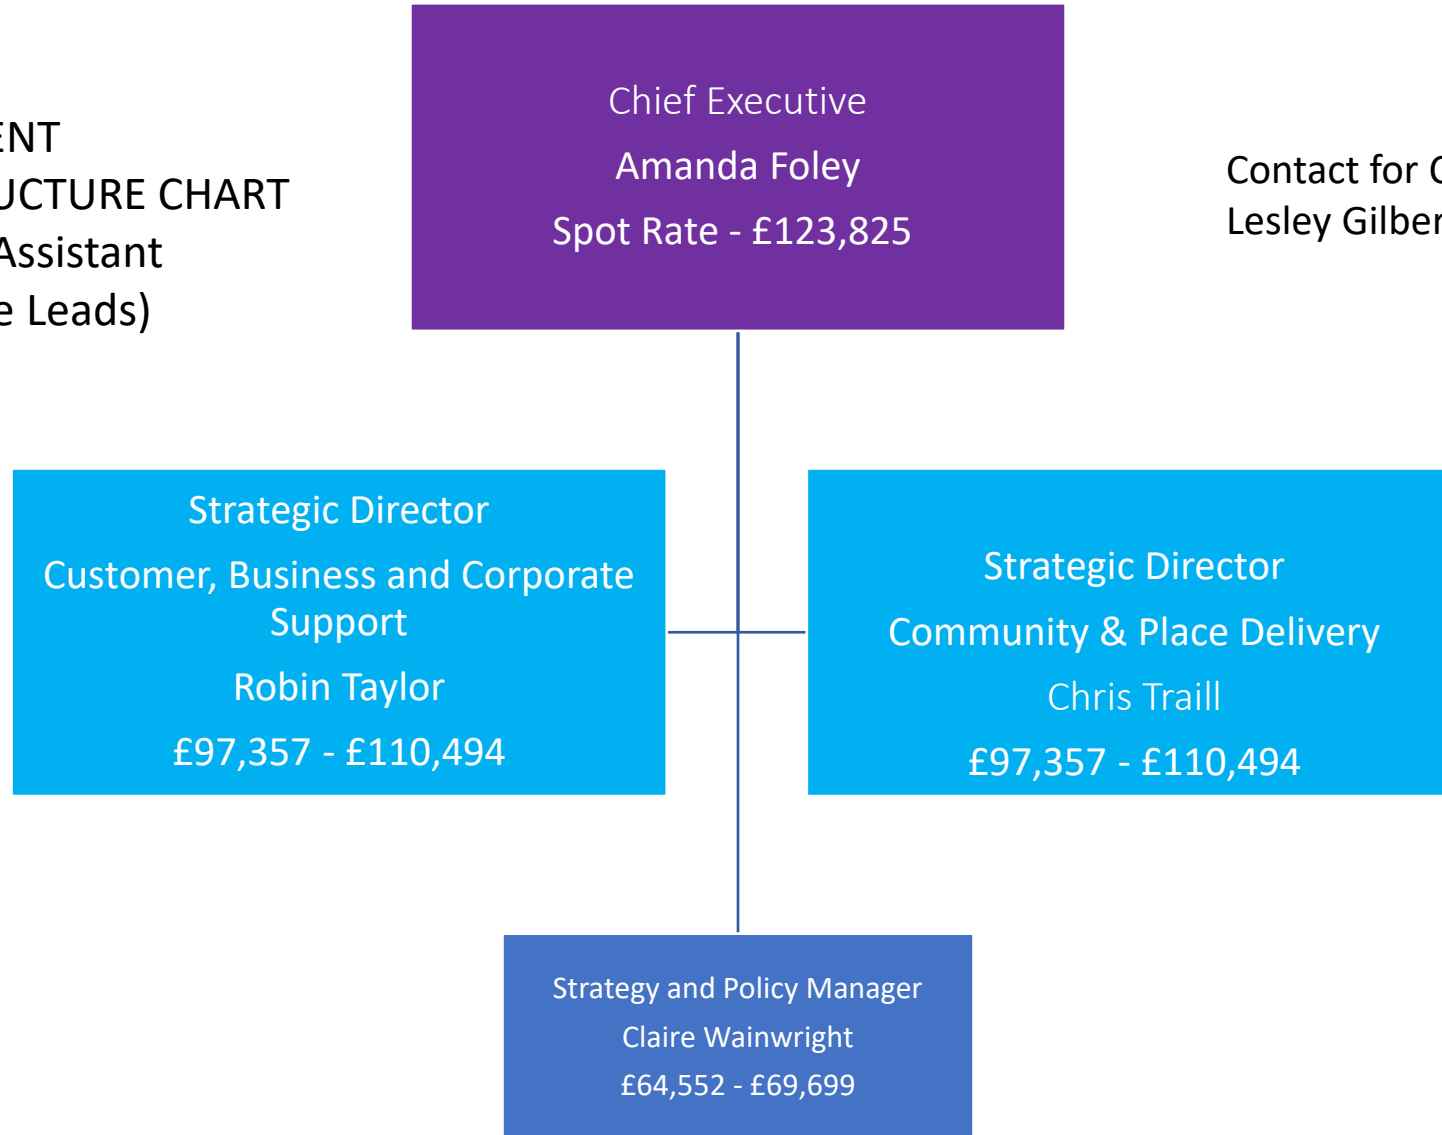 ENT
UCTURE CHART
Assistant
e Leads)
Chief Executive
Amanda Foley
Spot Rate - £123,825
Contact for
Lesley Gilber
Strategic Director
Customer, Business and Corporate
Support
Robin Taylor
£97,357 - £110,494
Strategic Director
Community & Place Delivery
Chris Traill
£97,357 - £110,494
Strategy and Policy Manager
Claire Wainwright
£64,552 - £69,699